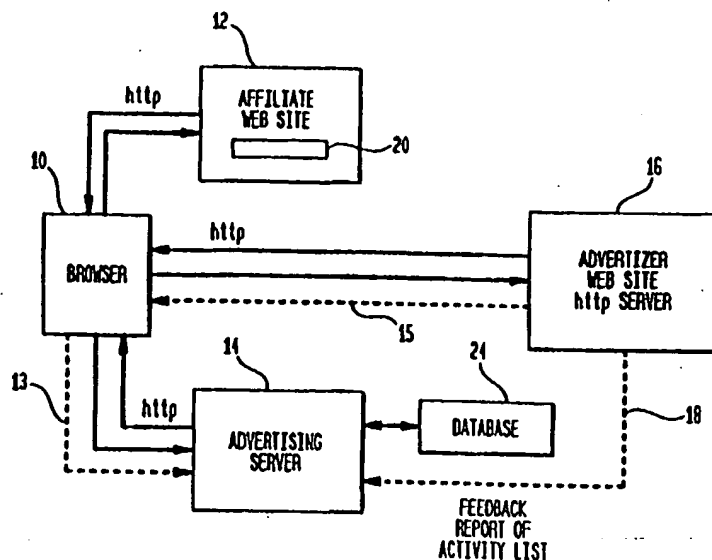 12
http
AFFILIATE
WEB SITE
20
10
16
http
BROWSER
ADVERTIZER
WEB SITE
http SERVER
15
14
13
http
21
ADVERTISING
SERVER
DATABASE
18
FEEDBACK
REPORT OF
ACTIVITY LIST